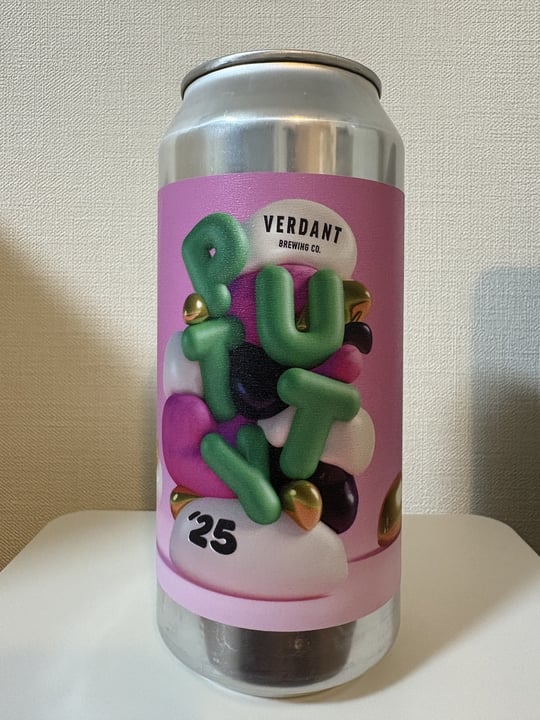 VERDANT
BREWING CO.
PUTTY
'25